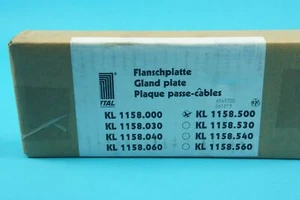 Flanschplatte
Gland plate
Plaque passe-câbles
TTAL
KL 1158.000 KL 1158.500
KL 1158.030 KL 1158.530
KL 1158.040 KL 1158.540
KL 1158.060 KL 1158.560